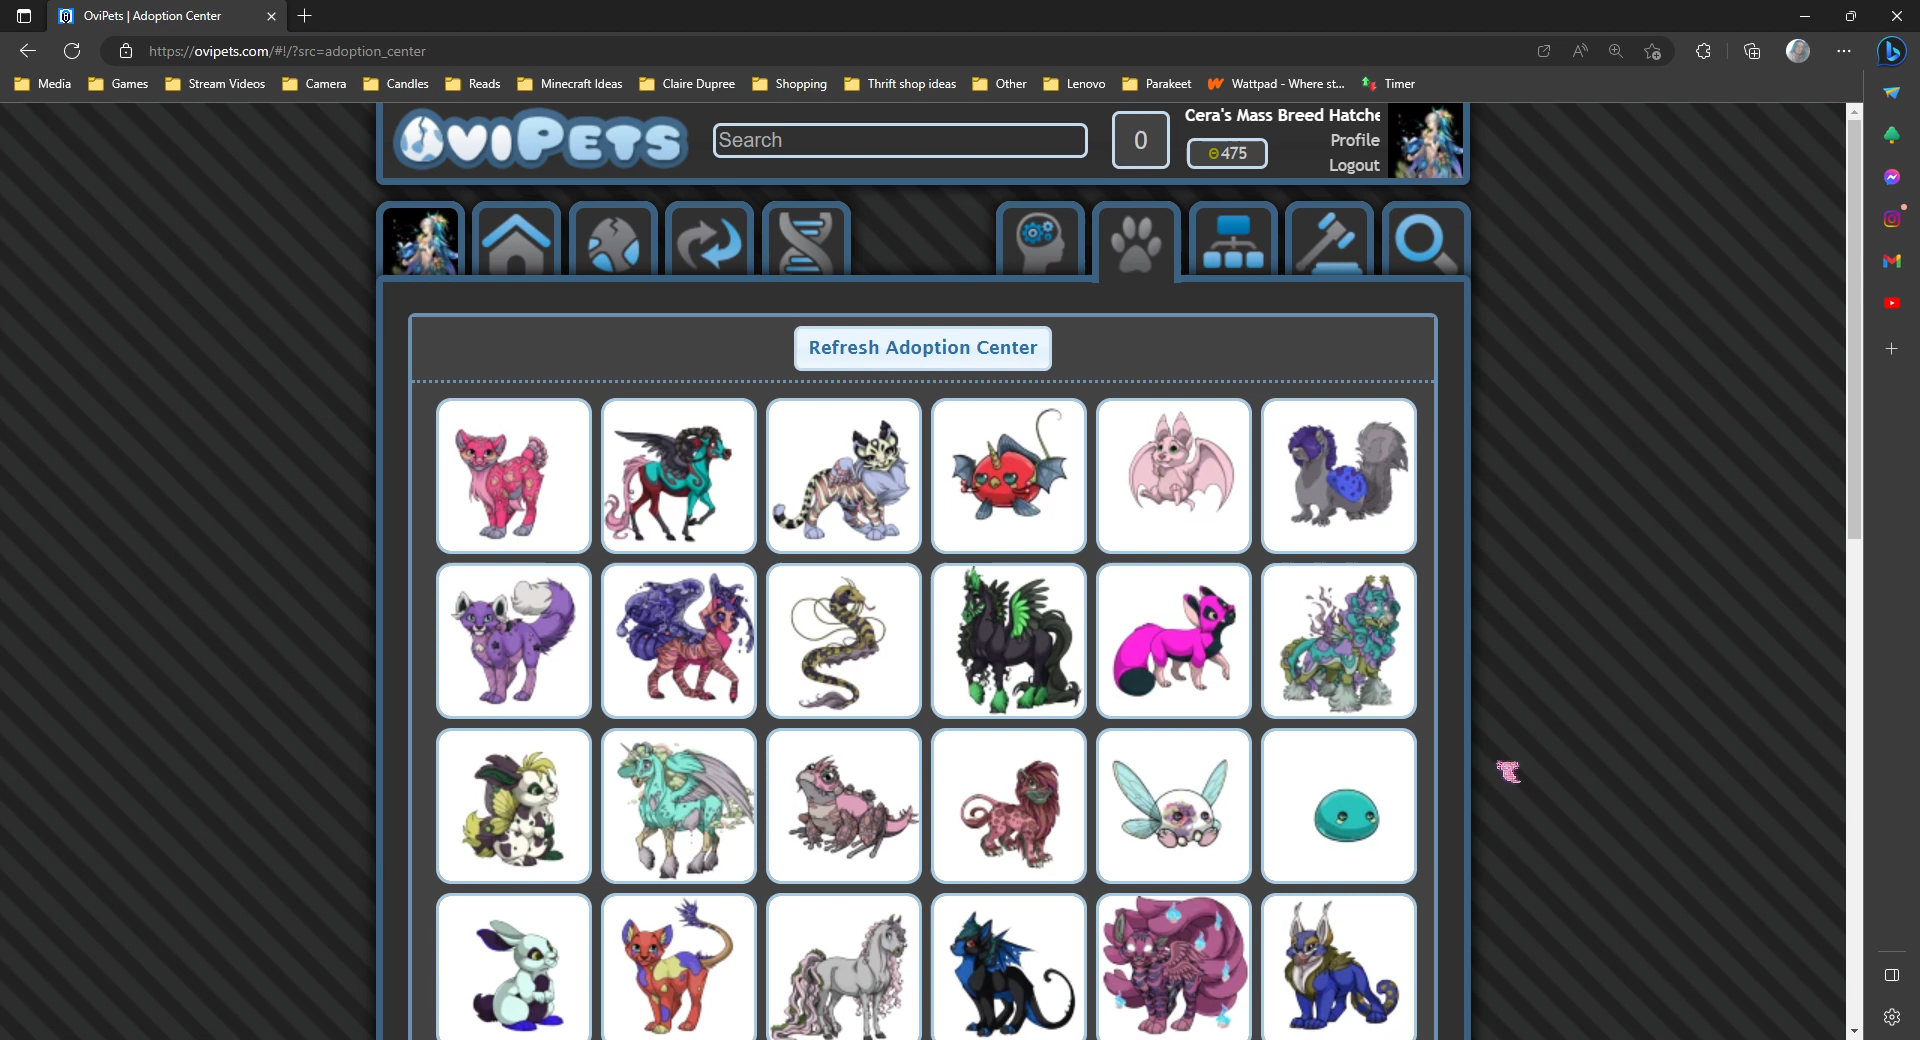 OviPets | Adoption Center
https://ovipets.com/#!/?src=adoption_center
Media Games Stream Videos Camera Candles Reads Minecraft Ideas Claire Dupree Shopping Thrift shop ideas Other Lenovo Parakeet Wattpad - Where st... Timer
OviPets
Search
0
Cera's Mass Breed Hatche
475
Profile
Logout
Refresh Adoption Center